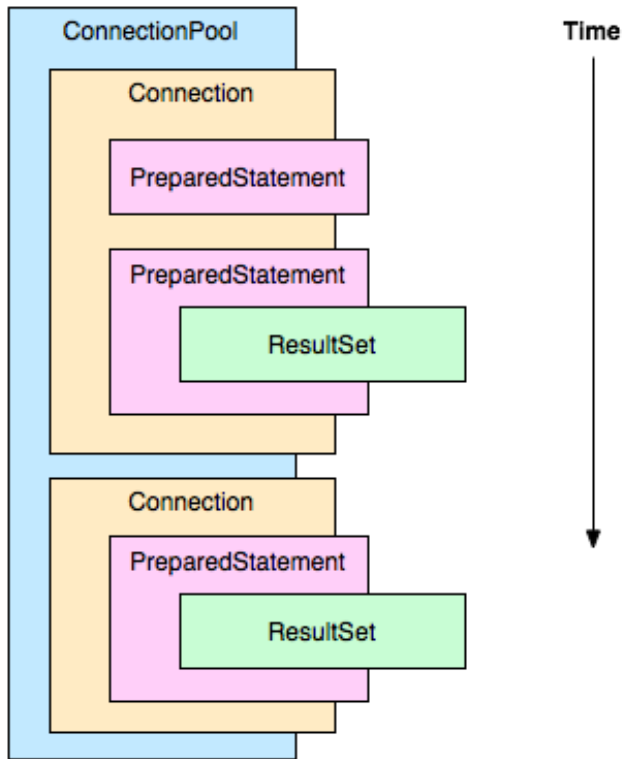 ConnectionPool
Time
Connection
PreparedStatement
PreparedStatement
ResultSet
Connection
PreparedStatement
ResultSet